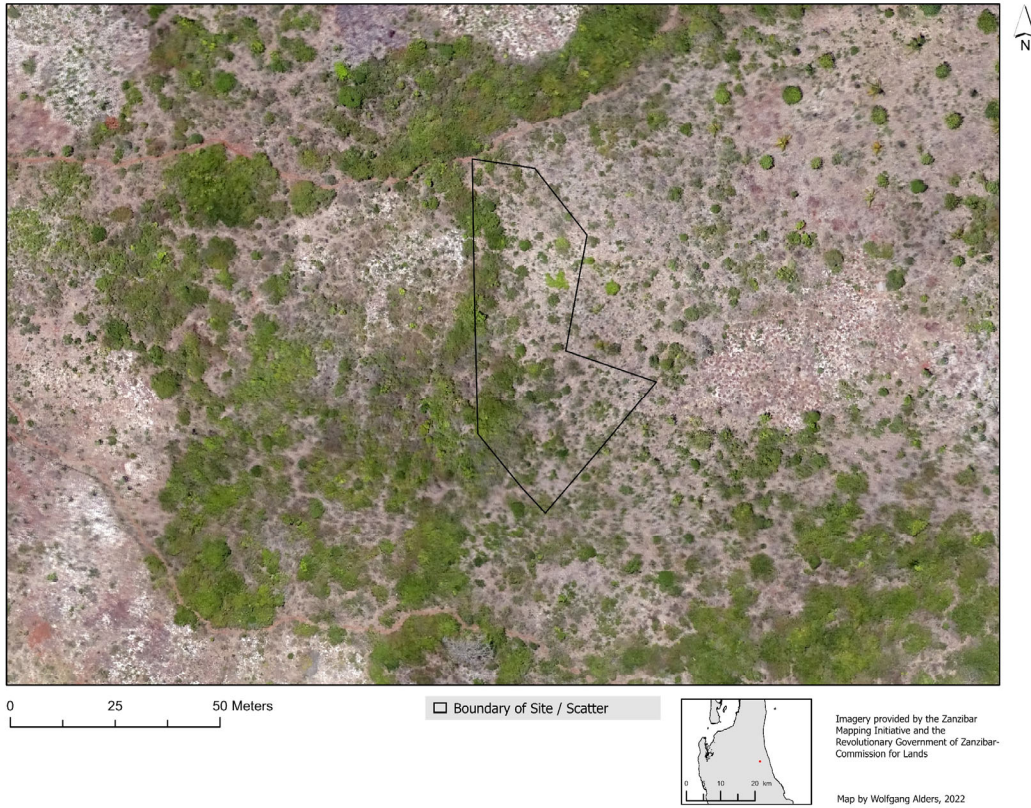 N
0 25 50 Meters
Boundary of Site / Scatter
0 5 10 20 km
Imagery provided by the Zanzibar
Mapping Initiative and the
Revolutionary Government of Zanzibar-
Commission for Lands
Map by Wolfgang Alders, 2022